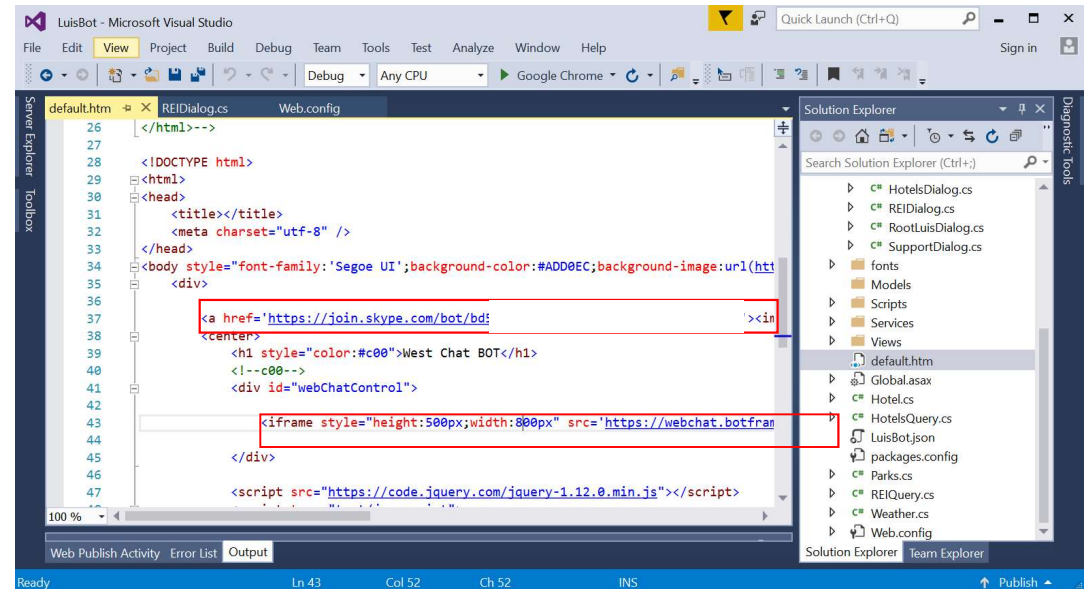 LuisBot - Microsoft Visual Studio
Quick Launch (Ctrl+Q)
File Edit View Project Build Debug Team Tools Test Analyze Window Help Sign in
Debug Any CPU Google Chrome
Server Explorer
Toolbox
default.htm REIDialog.cs Web.config
26 </html>-->
27
28 <!DOCTYPE html>
29 <html>
30 <head>
31 <title></title>
32 <meta charset="utf-8" />
33 </head>
34 <body style="font-family:'Segoe UI';background-color:#ADD0EC;background-image:url(htt
35 <div>
36
37 <a href='https://join.skype.com/bot/bd5 '><in
38 <center>
39 <h1 style="color:#c00">West Chat BOT</h1>
40 <!--c00-->
41 <div id="webChatControl">
42
43 <iframe style="height:500px;width:800px" src='https://webchat.botfram
44
45 </div>
46
47 <script src="https://code.jquery.com/jquery-1.12.0.min.js"></script>
100 %
Web Publish Activity Error List Output
Solution Explorer
Search Solution Explorer (Ctrl+;)
C# HotelsDialog.cs
C# REIDialog.cs
C# RootLuisDialog.cs
C# SupportDialog.cs
fonts
Models
Scripts
Services
Views
default.htm
Global.asax
C# Hotel.cs
C# HotelsQuery.cs
LuisBot.json
packages.config
C# Parks.cs
C# REIQuery.cs
C# Weather.cs
Web.config
Solution Explorer Team Explorer
Diagnostic Tools
Ready Ln 43 Col 52 Ch 52 INS Publish